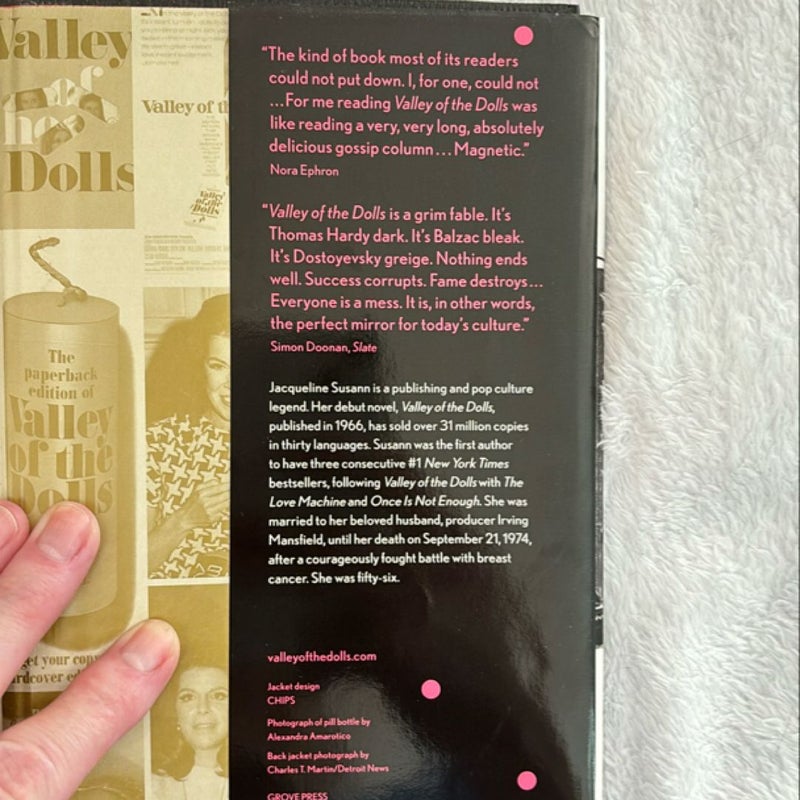 Valley
of
Dolls
Valley of
Valley
of the
Dolls
The
paperback
edition of
Valley
of the
Dolls
get your
“The kind of book most of its readers
could not put down. I, for one, could not
...For me reading Valley of the Dolls was
like reading a very, very long, absolutely
delicious gossip column...Magnetic.”
Nora Ephron
“Valley of the Dolls is a grim fable. It’s
Thomas Hardy dark. It’s Balzac bleak.
It’s Dostoyevsky greige. Nothing ends
well. Success corrupts. Fame destroys...
Everyone is a mess. It is, in other words,
the perfect mirror for today’s culture.”
Simon Doonan, Slate
Jacqueline Susann is a publishing and pop culture
legend. Her debut novel, Valley of the Dolls,
published in 1966, has sold over 31 million copies
in thirty languages. Susann was the first author
to have three consecutive #1 New York Times
bestsellers, following Valley of the Dolls with The
Love Machine and Once Is Not Enough. She was
married to her beloved husband, producer Irving
Mansfield, until her death on September 21, 1974,
after a courageously fought battle with breast
cancer. She was fifty-six.
valleyofthedolls.com
Jacket design
CHIPS
Photograph of pill bottle by
Alexandra Amarotico
Back jacket photograph by
Charles T. Martin/Detroit News
GROVE PRESS